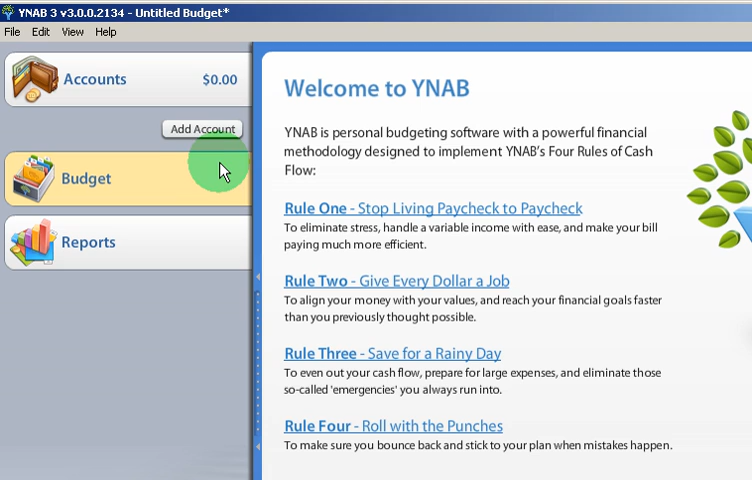 YNAB 3 v3.0.0.2134 - Untitled Budget*
File Edit View Help
Accounts $0.00
Add Account
Budget
Reports
Welcome to YNAB
YNAB is personal budgeting software with a powerful financial
methodology designed to implement YNAB's Four Rules of Cash
Flow:
Rule One - Stop Living Paycheck to Paycheck
To eliminate stress, handle a variable income with ease, and make your bill
paying much more efficient.
Rule Two - Give Every Dollar a Job
To align your money with your values, and reach your financial goals faster
than you previously thought possible.
Rule Three - Save for a Rainy Day
To even out your cash flow, prepare for large expenses, and eliminate those
so-called 'emergencies' you always run into.
Rule Four - Roll with the Punches
To make sure you bounce back and stick to your plan when mistakes happen.